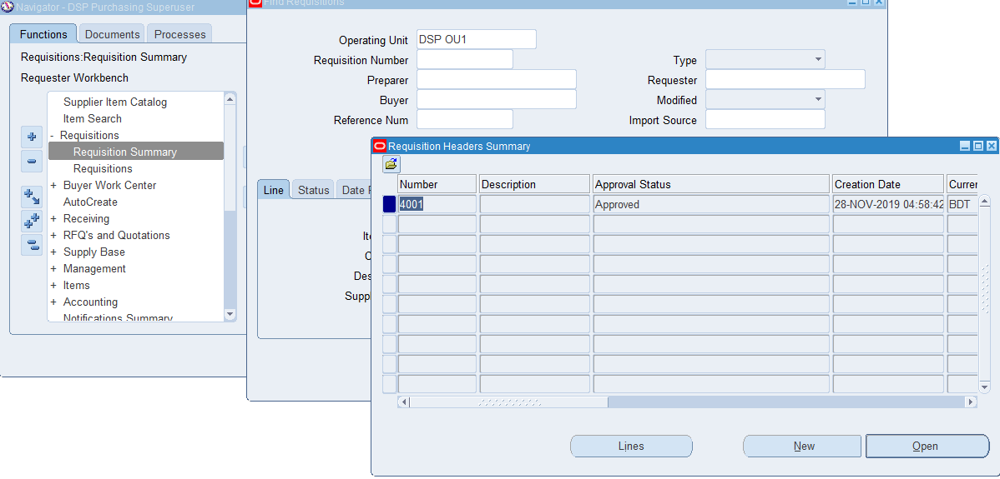 Navigator - DSP Purchasing Superuser
Functions
Documents
Processes
Requisitions:Requisition Summary
Requester Workbench
Supplier Item Catalog
Item Search
- Requisitions
Requisition Summary
Requisitions
+ Buyer Work Center
AutoCreate
+ Receiving
+ RFQ's and Quotations
+ Supply Base
+ Management
+ Items
+ Accounting
Notifications Summary
Find Requisitions
Operating Unit DSP OU1
Requisition Number
Type
Preparer
Requester
Buyer
Modified
Reference Num
Import Source
Line
Status
Date
Des
Supp
Requisition Headers Summary
Number Description Approval Status Creation Date Curren
4001 Approved 28-NOV-2019 04:58:42 BDT
Lines
New
Open